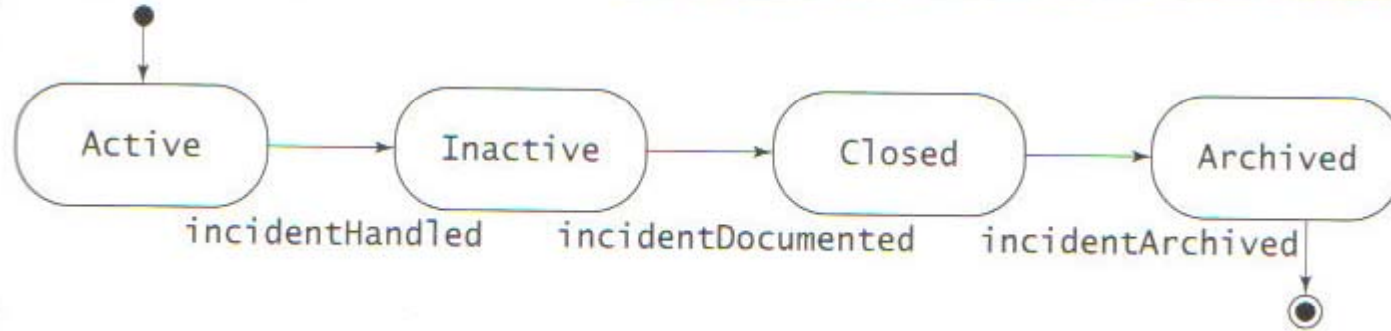 Active
Inactive
Closed
Archived
incidentHandled
incidentDocumented
incidentArchived